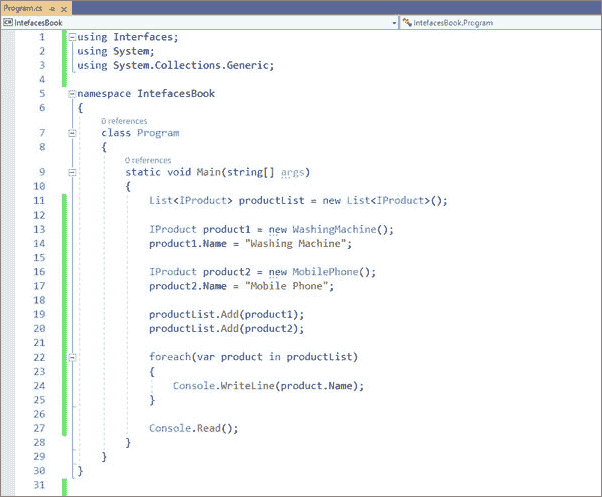 Program.cs
IntefacesBook
IntefacesBook.Program
1 using Interfaces;
2 using System;
3 using System.Collections.Generic;
4
5 namespace IntefacesBook
6 {
0 references
7 class Program
8 {
0 references
9 static void Main(string[] args)
10 {
11 List<IProduct> productList = new List<IProduct>();
12
13 IProduct product1 = new WashingMachine();
14 product1.Name = "Washing Machine";
15
16 IProduct product2 = new MobilePhone();
17 product2.Name = "Mobile Phone";
18
19 productList.Add(product1);
20 productList.Add(product2);
21
22 foreach(var product in productList)
23 {
24 Console.WriteLine(product.Name);
25 }
26
27 Console.Read();
28 }
29 }
30 }
31